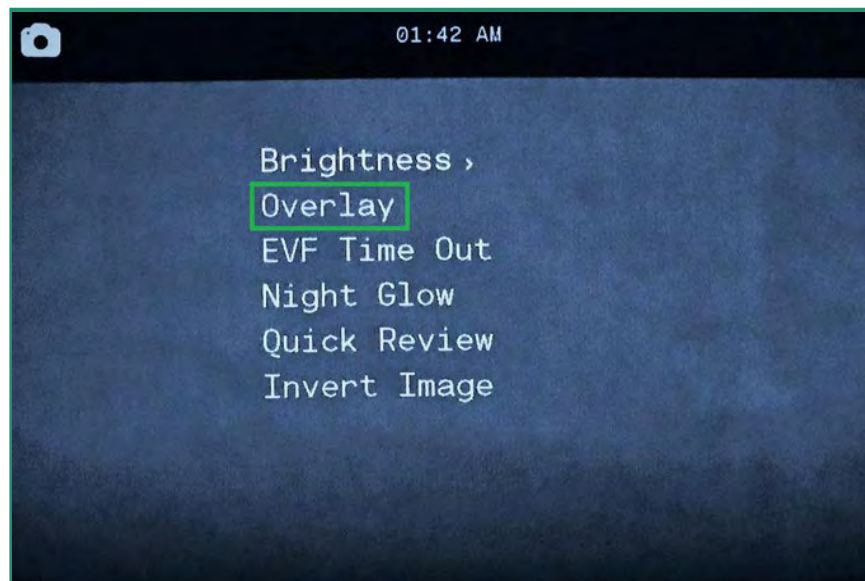 01:42 AM
Brightness ›
Overlay
EVF Time Out
Night Glow
Quick Review
Invert Image